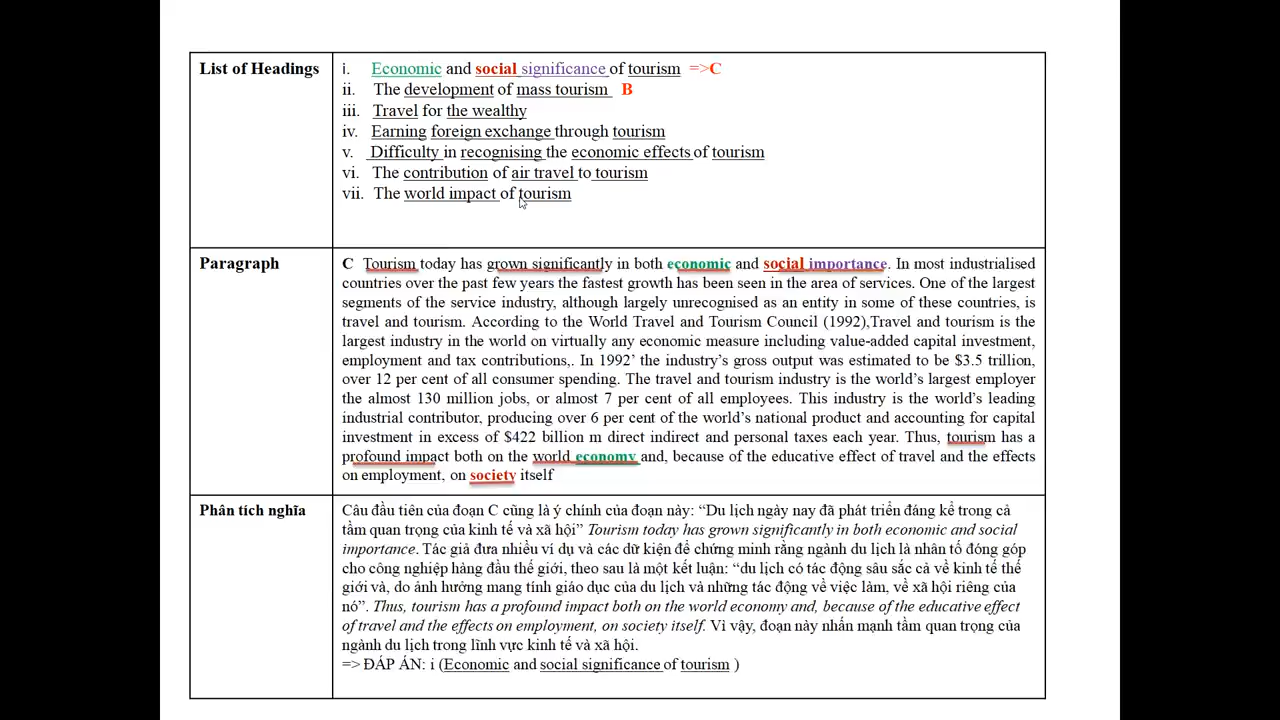 List of Headings
i. Economic and social significance of tourism =>C
ii. The development of mass tourism B
iii. Travel for the wealthy
iv. Earning foreign exchange through tourism
v. Difficulty in recognising the economic effects of tourism
vi. The contribution of air travel to tourism
vii. The world impact of tourism
Paragraph
C Tourism today has grown significantly in both economic and social importance. In most industrialised
countries over the past few years the fastest growth has been seen in the area of services. One of the largest
segments of the service industry, although largely unrecognised as an entity in some of these countries, is
travel and tourism. According to the World Travel and Tourism Council (1992),Travel and tourism is the
largest industry in the world on virtually any economic measure including value-added capital investment,
employment and tax contributions,. In 1992’ the industry’s gross output was estimated to be $3.5 trillion,
over 12 per cent of all consumer spending. The travel and tourism industry is the world’s largest employer
the almost 130 million jobs, or almost 7 per cent of all employees. This industry is the world’s leading
industrial contributor, producing over 6 per cent of the world’s national product and accounting for capital
investment in excess of $422 billion m direct indirect and personal taxes each year. Thus, tourism has a
profound impact both on the world economy and, because of the educative effect of travel and the effects
on employment, on society itself
Phân tích nghĩa
Câu đầu tiên của đoạn C cũng là ý chính của đoạn này: “Du lịch ngày nay đã phát triển đáng kể trong cả
tầm quan trọng của kinh tế và xã hội” Tourism today has grown significantly in both economic and social
importance. Tác giả đưa nhiều ví dụ và các dữ kiện để chứng minh rằng ngành du lịch là nhân tố đóng góp
cho công nghiệp hàng đầu thế giới, theo sau là một kết luận: “du lịch có tác động sâu sắc cả về kinh tế thế
giới và, do ảnh hưởng mang tính giáo dục của du lịch và những tác động về việc làm, về xã hội riêng của
nó”. Thus, tourism has a profound impact both on the world economy and, because of the educative effect
of travel and the effects on employment, on society itself. Vì vậy, đoạn này nhấn mạnh tầm quan trọng của
ngành du lịch trong lĩnh vực kinh tế và xã hội.
=> ĐÁP ÁN: i (Economic and social significance of tourism )